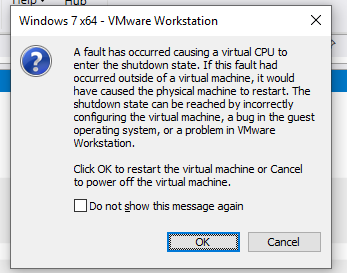 Help
Hub
Windows 7 x64 - VMware Workstation
A fault has occurred causing a virtual CPU to
enter the shutdown state. If this fault had
occurred outside of a virtual machine, it would
have caused the physical machine to restart. The
shutdown state can be reached by incorrectly
configuring the virtual machine, a bug in the guest
operating system, or a problem in VMware
Workstation.
Click OK to restart the virtual machine or Cancel
to power off the virtual machine.
Do not show this message again
OK
Cancel